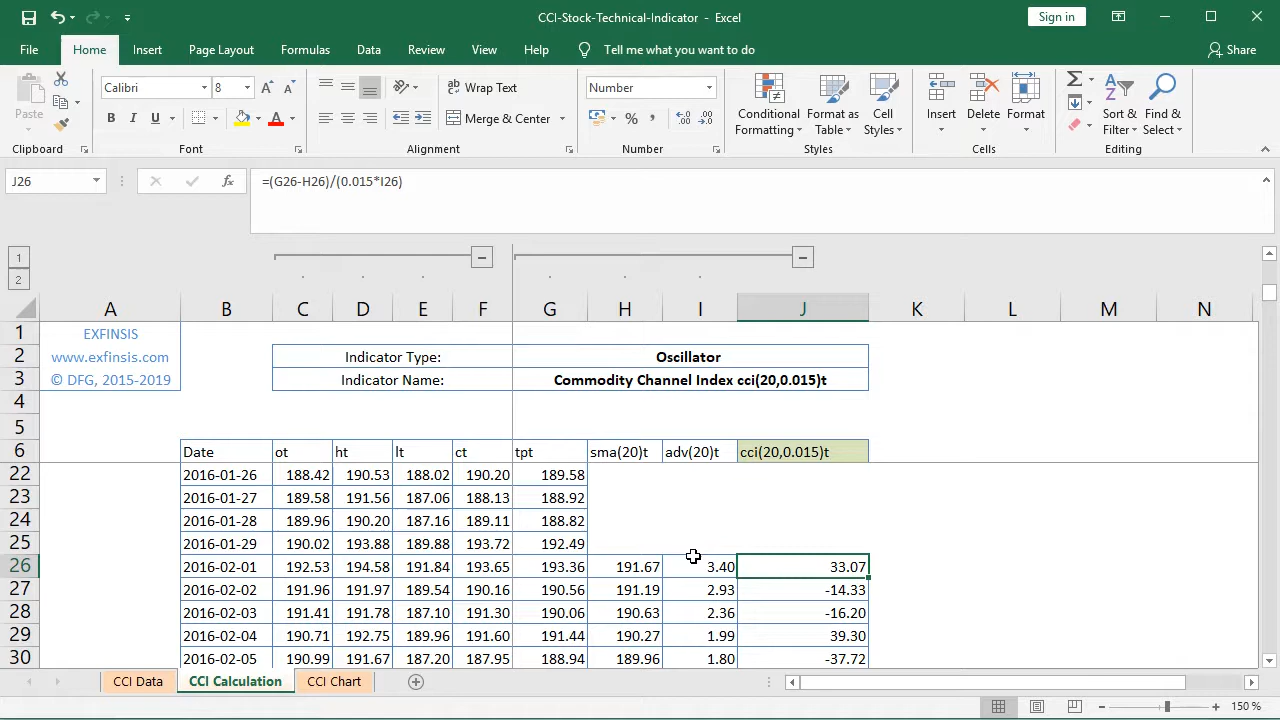 CCI-Stock-Technical-Indicator - Excel
Sign in
File Home Insert Page Layout Formulas Data Review View Help Tell me what you want to do Share
Paste
Clipboard
Calibri 8
B I U A
Font
Wrap Text
Merge & Center
Alignment
Number
% ,
Number
Conditional Formatting
Format as Table
Cell Styles
Styles
Insert Delete Format
Cells
Sort & Filter
Find & Select
Editing
J26 fx =(G26-H26)/(0.015*I26)
1
2
A B C D E F G H I J K L M N
1 EXFINSIS
2 www.exfinsis.com Indicator Type: Oscillator
3 © DFG, 2015-2019 Indicator Name: Commodity Channel Index cci(20,0.015)t
4
5
6 Date ot ht lt ct tpt sma(20)t adv(20)t cci(20,0.015)t
22 2016-01-26 188.42 190.53 188.02 190.20 189.58
23 2016-01-27 189.58 191.56 187.06 188.13 188.92
24 2016-01-28 189.96 190.20 187.16 189.11 188.82
25 2016-01-29 190.02 193.88 189.88 193.72 192.49
26 2016-02-01 192.53 194.58 191.84 193.65 193.36 191.67 3.40 33.07
27 2016-02-02 191.96 191.97 189.54 190.16 190.56 191.19 2.93 -14.33
28 2016-02-03 191.41 191.78 187.10 191.30 190.06 190.63 2.36 -16.20
29 2016-02-04 190.71 192.75 189.96 191.60 191.44 190.27 1.99 39.30
30 2016-02-05 190.99 191.67 187.20 187.95 188.94 189.96 1.80 -37.72
CCI Data CCI Calculation CCI Chart
150 %